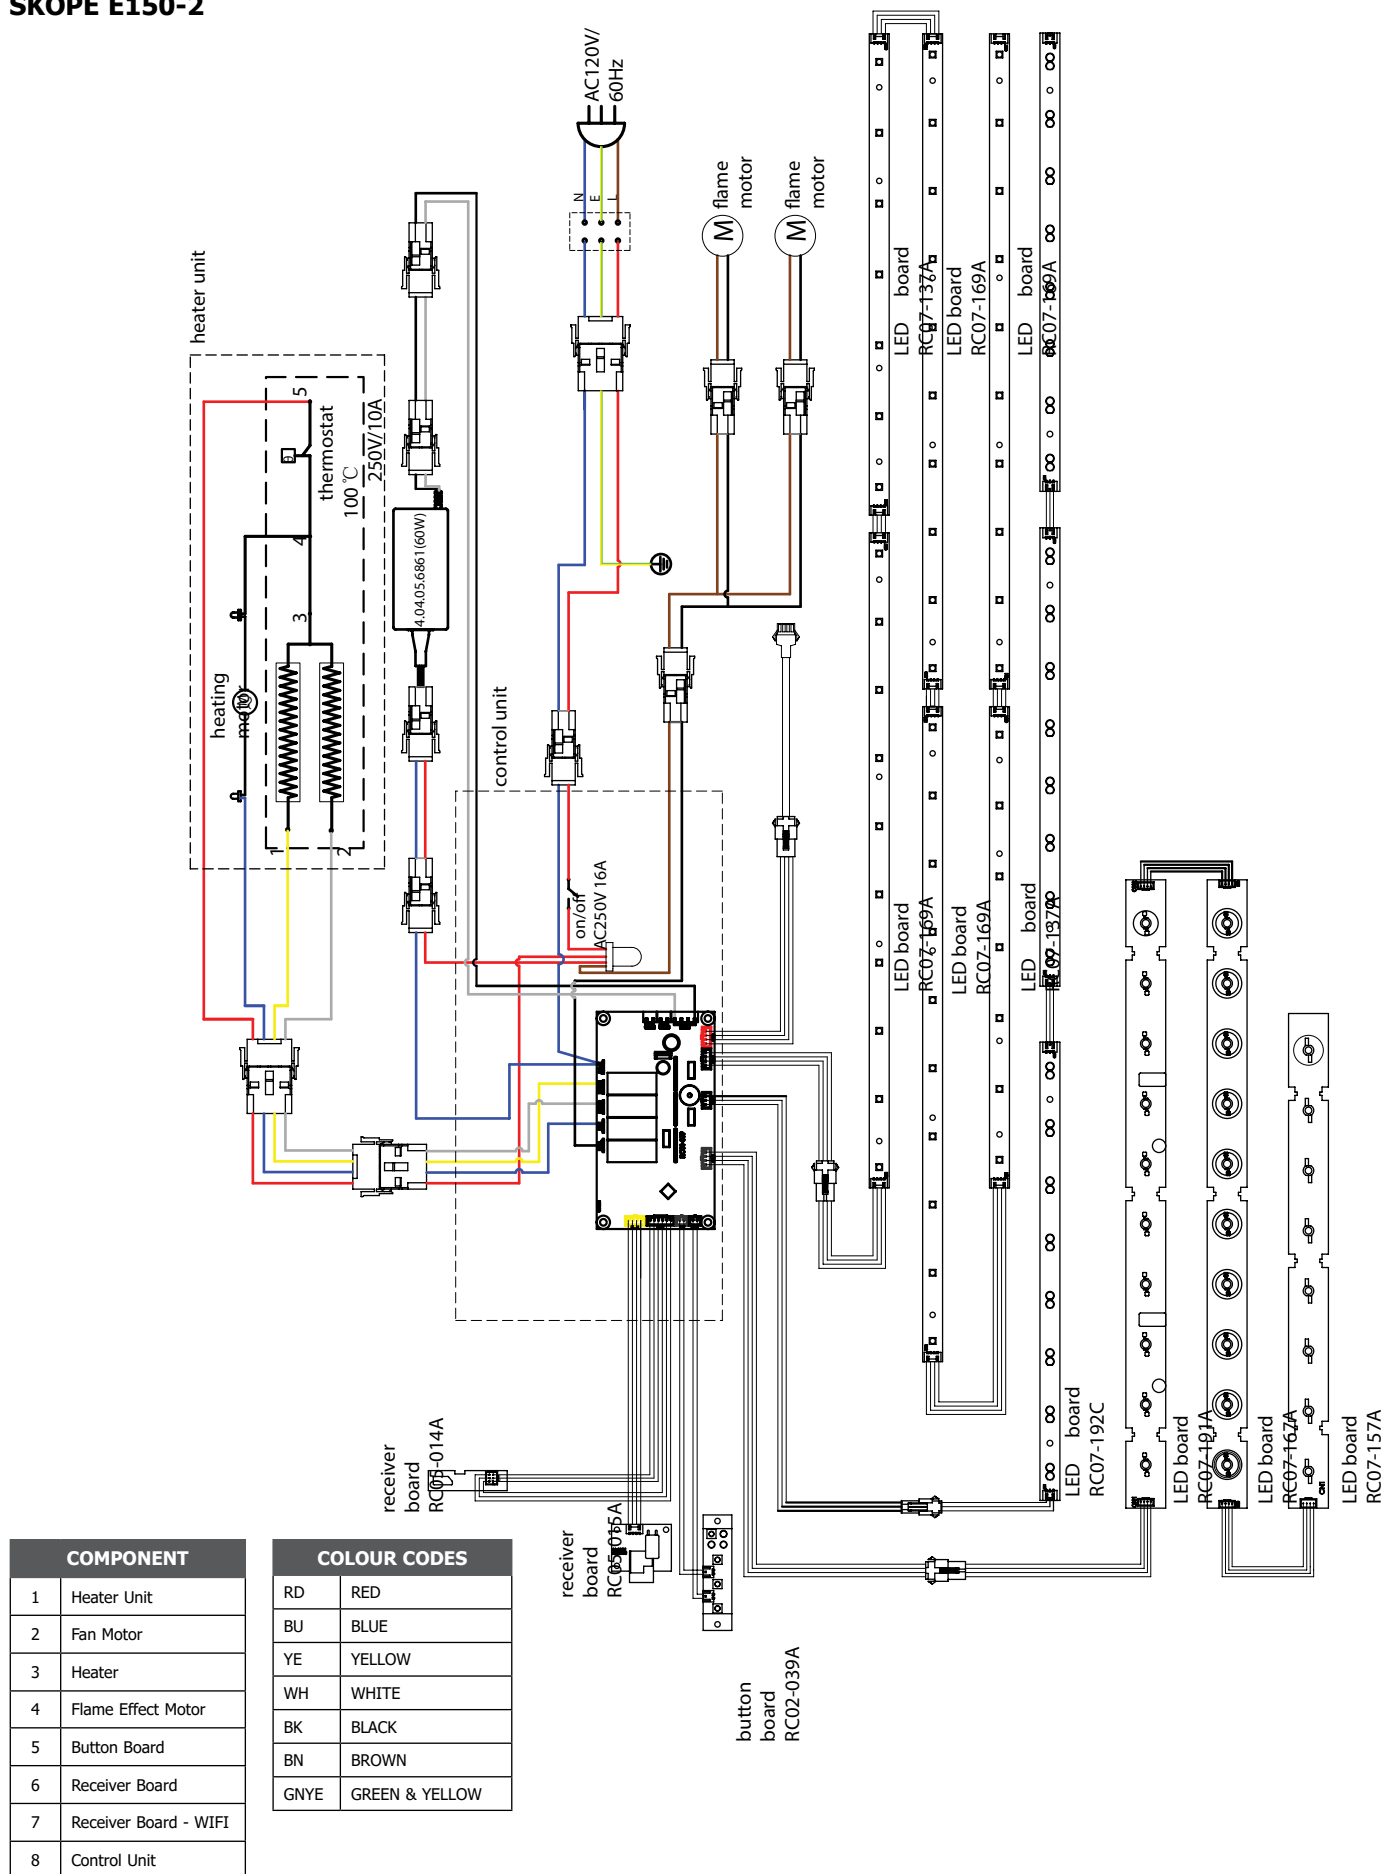 SKOPE E150-2
AC120V/
60Hz
N
E
L
M
flame
motor
M
flame
motor
heater unit
5
thermostat
100℃
250V/10A
4
3
heating
motor
1
2
4.04.05.6861(60W)
control unit
on/off
AC250V 16A
LED board
RC07-137A
LED board
RC07-169A
LED board
RC07-169A
LED board
RC07-169A
LED board
RC07-169A
LED board
RC07-137A
LED board
RC07-192C
LED board
RC07-191A
LED board
RC07-167A
LED board
RC07-157A
CN1
receiver
board
RC05-014A
receiver
board
RC05-015A
button
board
RC02-039A
COMPONENT
1 Heater Unit
2 Fan Motor
3 Heater
4 Flame Effect Motor
5 Button Board
6 Receiver Board
7 Receiver Board - WIFI
8 Control Unit
COLOUR CODES
RD RED
BU BLUE
YE YELLOW
WH WHITE
BK BLACK
BN BROWN
GNYE GREEN & YELLOW